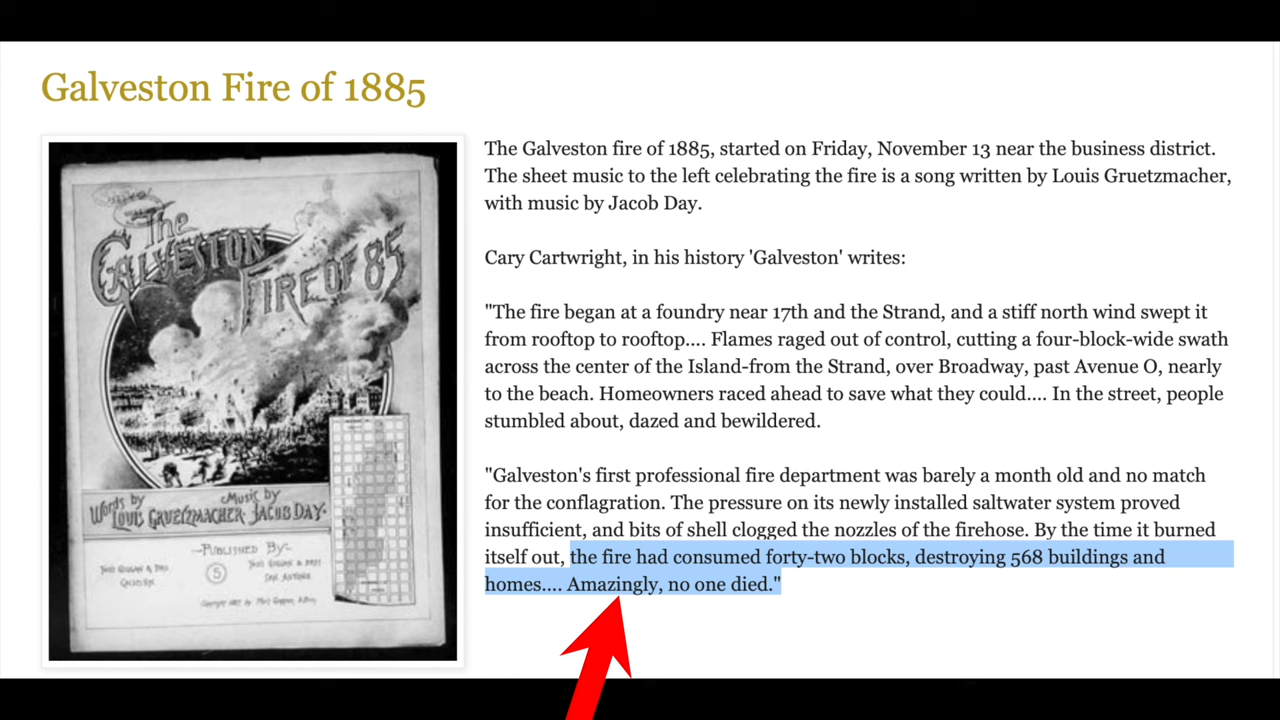 Galveston Fire of 1885
The
GALVESTON
FIRE OF 85
Words by
LOUIS GRUETZMACHER.
Music by
JACOB DAY.
PUBLISHED BY
5
The Galveston fire of 1885, started on Friday, November 13 near the business district.
The sheet music to the left celebrating the fire is a song written by Louis Gruetzmacher,
with music by Jacob Day.
Cary Cartwright, in his history 'Galveston' writes:
"The fire began at a foundry near 17th and the Strand, and a stiff north wind swept it
from rooftop to rooftop.... Flames raged out of control, cutting a four-block-wide swath
across the center of the Island-from the Strand, over Broadway, past Avenue O, nearly
to the beach. Homeowners raced ahead to save what they could.... In the street, people
stumbled about, dazed and bewildered.
"Galveston's first professional fire department was barely a month old and no match
for the conflagration. The pressure on its newly installed saltwater system proved
insufficient, and bits of shell clogged the nozzles of the firehose. By the time it burned
itself out, the fire had consumed forty-two blocks, destroying 568 buildings and
homes.... Amazingly, no one died."